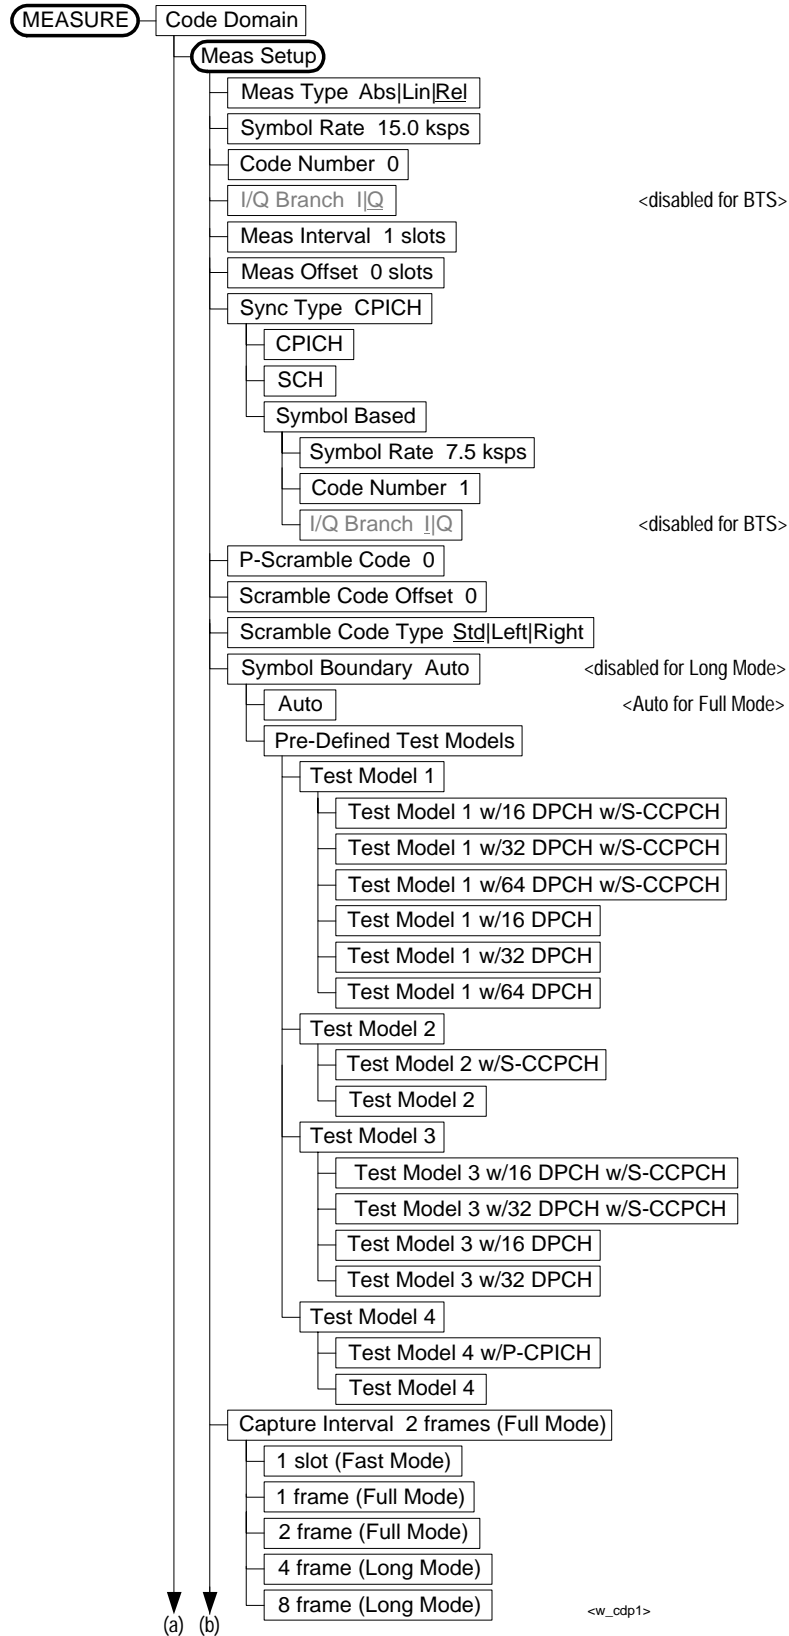 MEASURE Code Domain
Meas Setup
Meas Type Abs|Lin|Rel
Symbol Rate 15.0 ksps
Code Number 0
I/Q Branch I|Q <disabled for BTS>
Meas Interval 1 slots
Meas Offset 0 slots
Sync Type CPICH
CPICH
SCH
Symbol Based
Symbol Rate 7.5 ksps
Code Number 1
I/Q Branch I|Q <disabled for BTS>
P-Scramble Code 0
Scramble Code Offset 0
Scramble Code Type Std|Left|Right
Symbol Boundary Auto <disabled for Long Mode>
Auto <Auto for Full Mode>
Pre-Defined Test Models
Test Model 1
Test Model 1 w/16 DPCH w/S-CCPCH
Test Model 1 w/32 DPCH w/S-CCPCH
Test Model 1 w/64 DPCH w/S-CCPCH
Test Model 1 w/16 DPCH
Test Model 1 w/32 DPCH
Test Model 1 w/64 DPCH
Test Model 2
Test Model 2 w/S-CCPCH
Test Model 2
Test Model 3
Test Model 3 w/16 DPCH w/S-CCPCH
Test Model 3 w/32 DPCH w/S-CCPCH
Test Model 3 w/16 DPCH
Test Model 3 w/32 DPCH
Test Model 4
Test Model 4 w/P-CPICH
Test Model 4
Capture Interval 2 frames (Full Mode)
1 slot (Fast Mode)
1 frame (Full Mode)
2 frame (Full Mode)
4 frame (Long Mode)
8 frame (Long Mode) <w_cdp1>
(a) (b)